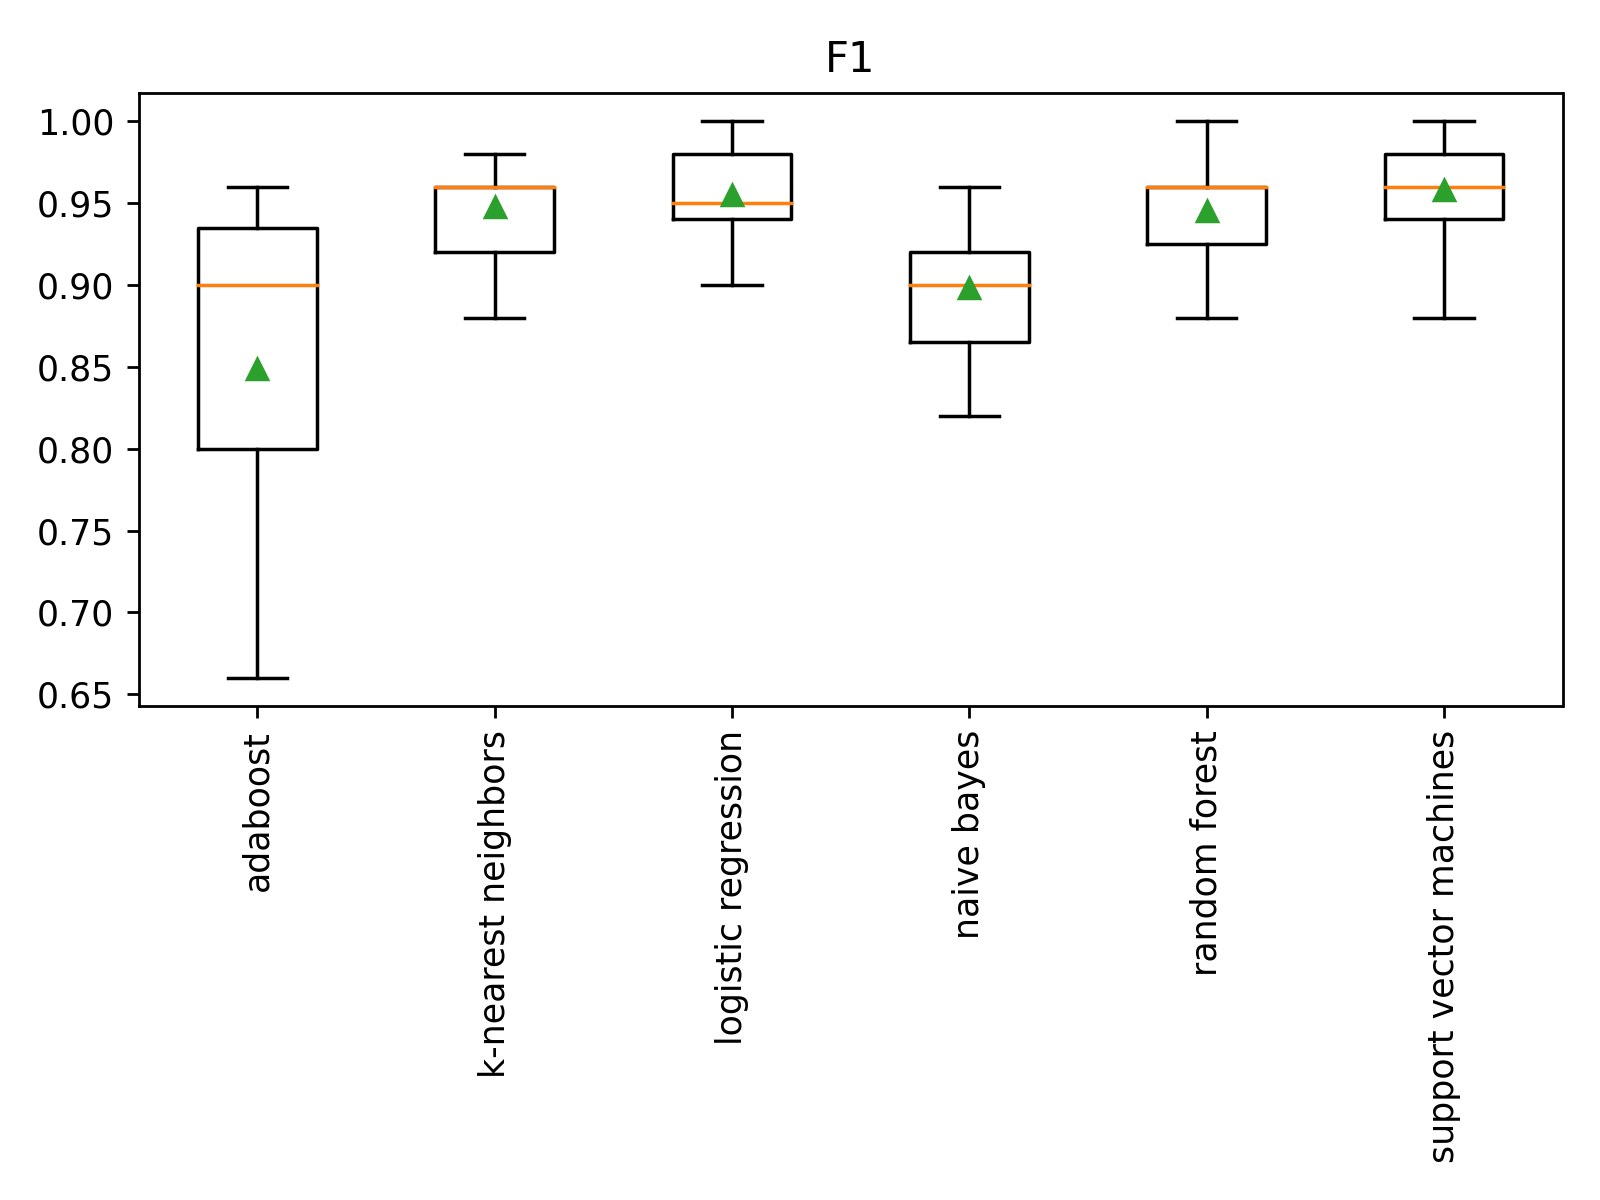 F1
1.00
0.95
0.90
0.85
0.80
0.75
0.70
0.65
adaboost
k-nearest neighbors
logistic regression
naive bayes
random forest
support vector machines